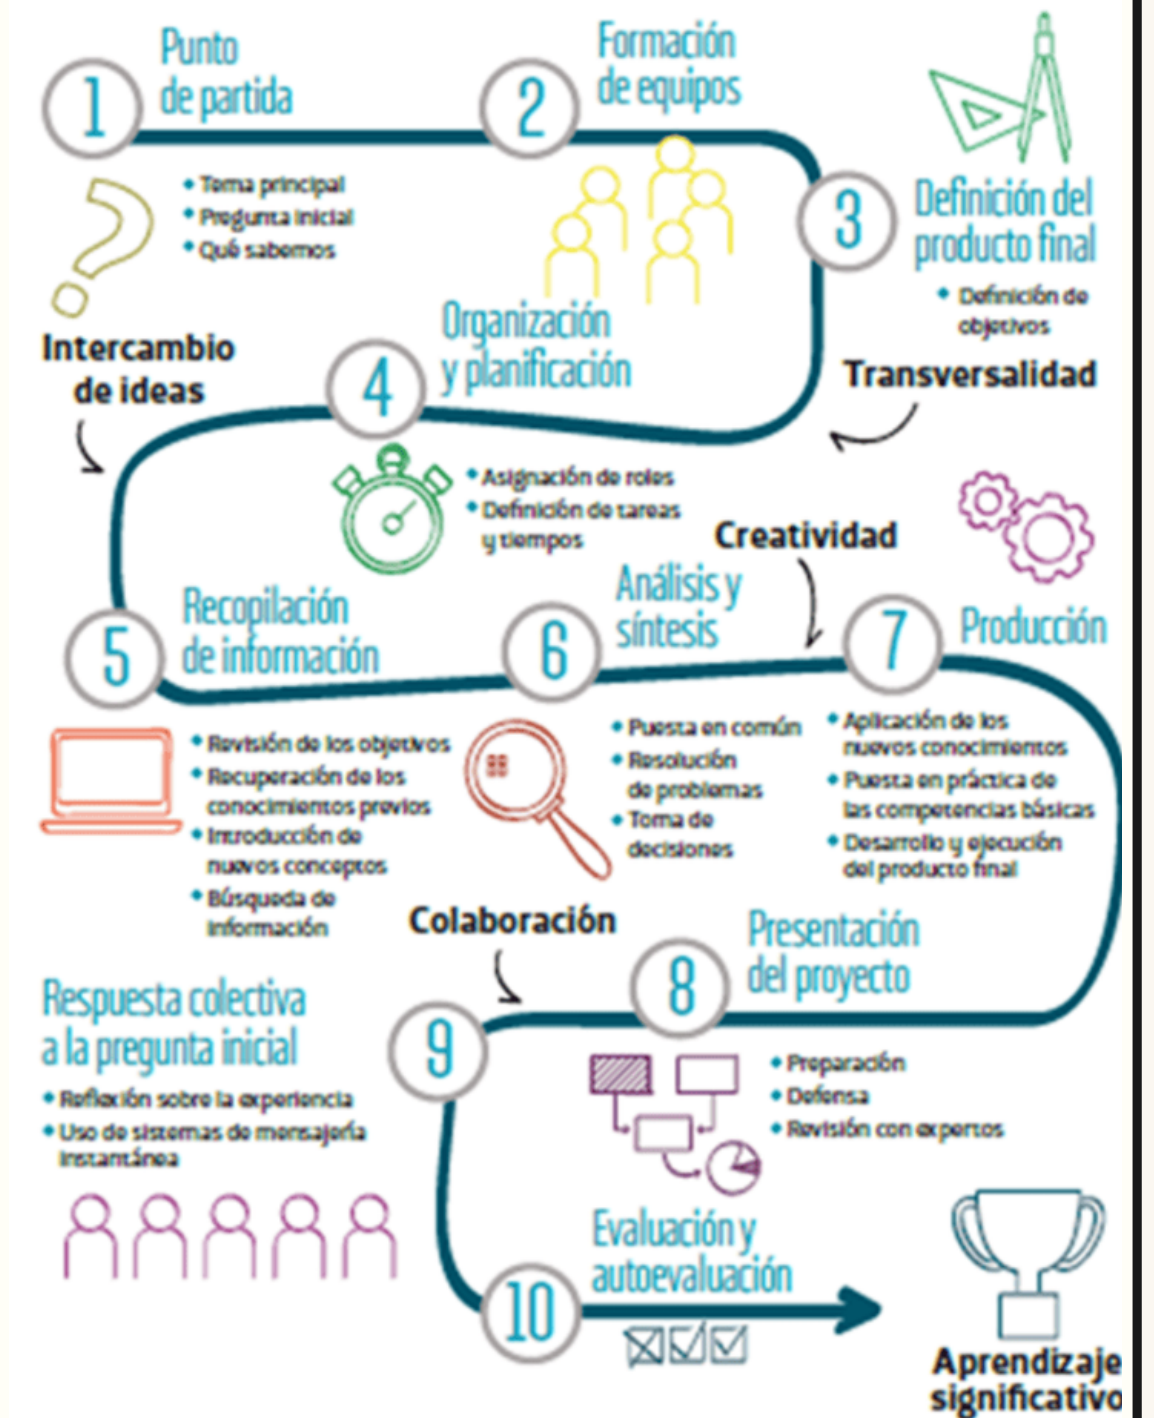 1
Punto
de partida
• Tema principal
• Pregunta inicial
• Qué sabemos
2
Formación
de equipos
3
Definición del
producto final
• Definición de
objetivos
Transversalidad
4
Organización
y planificación
• Asignación de roles
• Definición de tareas
y tiempos
Intercambio
de ideas
5
Recopilación
de información
• Revisión de los objetivos
• Recuperación de los
conocimientos previos
• Introducción de
nuevos conceptos
• Búsqueda de
información
6
Análisis y
síntesis
• Puesta en común
• Resolución
de problemas
• Toma de
decisiones
Creatividad
7
Producción
• Aplicación de los
nuevos conocimientos
• Puesta en práctica de
las competencias básicas
• Desarrollo y ejecución
del producto final
8
Presentación
del proyecto
• Preparación
• Defensa
• Revisión con expertos
Colaboración
9
Respuesta colectiva
a la pregunta inicial
• Reflexión sobre la experiencia
• Uso de sistemas de mensajería
instantánea
10
Evaluación y
autoevaluación
Aprendizaje
significativo